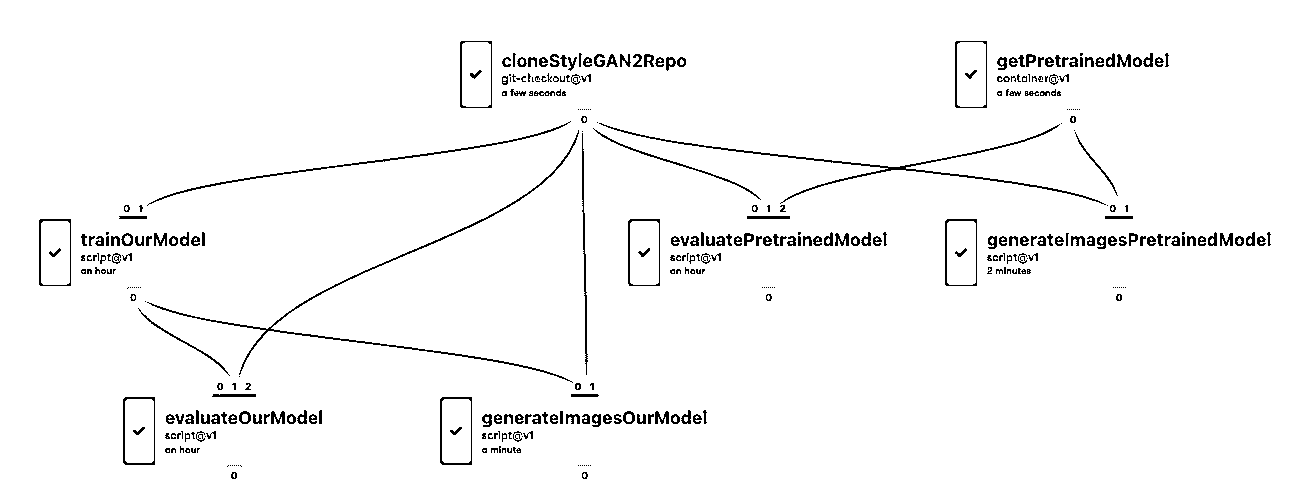 cloneStyleGAN2Repo
git-checkout@v1
a few seconds
0
getPretrainedModel
container@v1
a few seconds
0
0 1
trainOurModel
script@v1
an hour
0
0 1 2
evaluatePretrainedModel
script@v1
an hour
0
0 1
generateImagesPretrainedModel
script@v1
2 minutes
0
0 1 2
evaluateOurModel
script@v1
an hour
0
0 1
generateImagesOurModel
script@v1
a minute
0